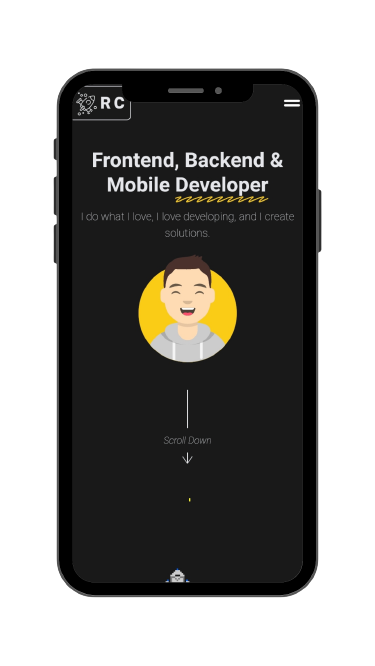 RC
Frontend, Backend &
Mobile Developer
I do what I love, I love developing, and I create
solutions.
Scroll Down